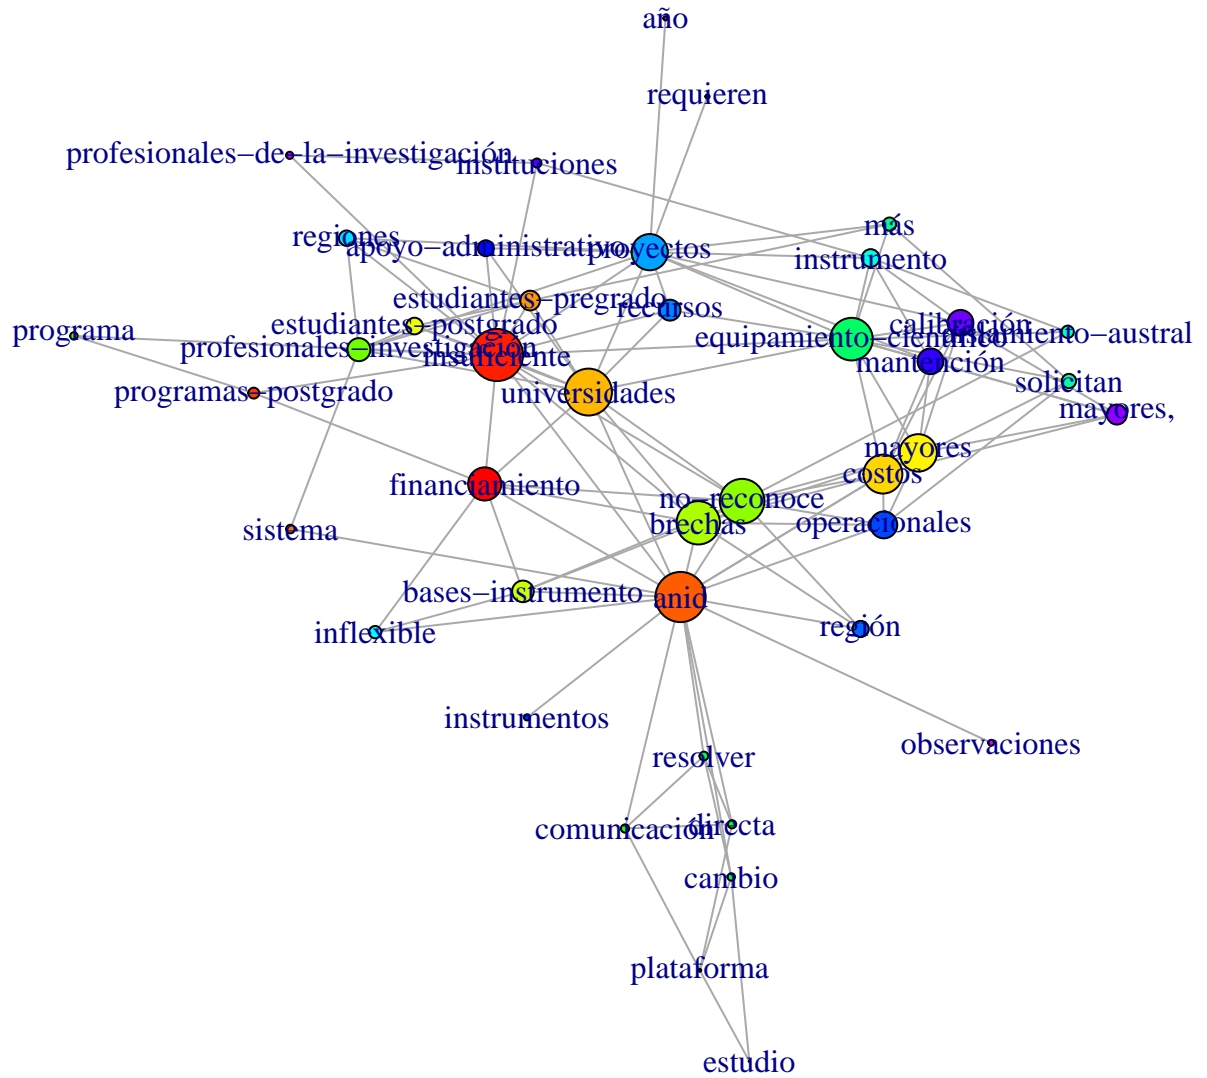 año
requieren
profesionales−de−la−investigación
instituciones
más
regiones
apoyo−administrativo
proyectos
instrumento
estudiantes−pregrado
recursos
estudiantes−postgrado
calibración
programa
aislamiento−austral
equipamiento−científico
profesionales−investigación
insuficiente
mantención
solicitan
programas−postgrado
universidades
mayores,
mayores
costos
financiamiento
no−reconoce
brechas
operacionales
sistema
bases−instrumento
anid
inflexible
región
instrumentos
observaciones
resolver
comunicación
directa
cambio
plataforma
estudio